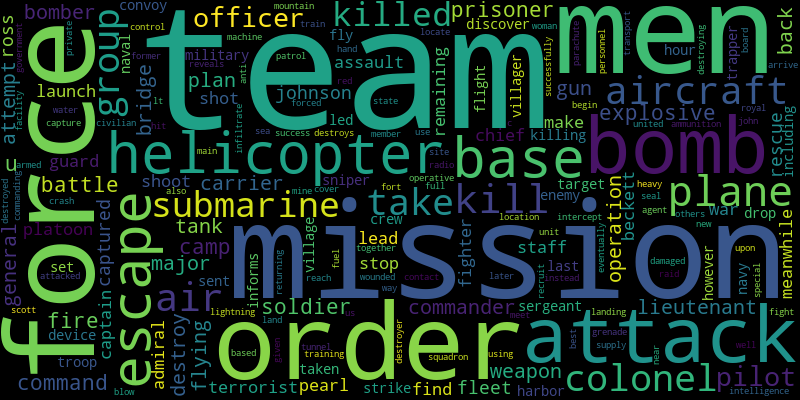 convoy
control
mountain
train
officer
killed
prisoner
discover
woman
back
bomber
private
former
machine
fly
hand
reveals
patrol
locate
hour
trapper
board
parachute
personnel
transport
destroying
arrive
ross
attempt
government
facility
naval
military
assault
team
men
force
group
bridge
plan
remaining
flight
villager
successfully
launch
water
capture
civilian
lt
shot
johnson
led
red
forced
anti
state
gun
aircraft
explosive
begin
royal
john
united
ammunition
rescue
including
u
armed
crash
guard
hit
infiltrate
sea
success
destroys
member
use
chief
killing
make
helicopter
main
site
radio
base
bomb
battle
shoot
carrier
sniper
operative
target
heavy
seal
agent
others
new
plane
also
mine
cover
fort
full
enemy
destroyed
commanding
general
platoon
captured
escape
submarine
take
kill
location
intercept
unit
eventually
operation
beckett
war
drop
meanwhile
set
attacked
tank
camp
village
crew
together
lead
stop
way
wounded
reach
fuel
fighter
staff
last
instead
recruit
later
contact
however
navy
damaged
raid
upon
special
major
sent
informs
returning
mission
air
soldier
commander
sergeant
lieutenant
fire
device
troop
captain
admiral
scott
destroy
flying
lightning
land
us
meet
landing
fight
best
grenade
supply
near
order
attack
based
given
tunnel
training
destroyer
squadron
using
weapon
colonel
pilot
well
command
blow
terrorist
taken
pearl
strike
find
fleet
harbor
intelligence